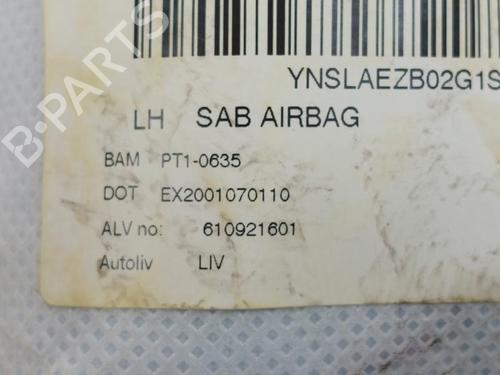 B-PARTS
YNSLAEZB02G1S
LH SAB AIRBAG
BAM PT1-0635
DOT EX2001070110
ALV no: 610921601
Autoliv LIV